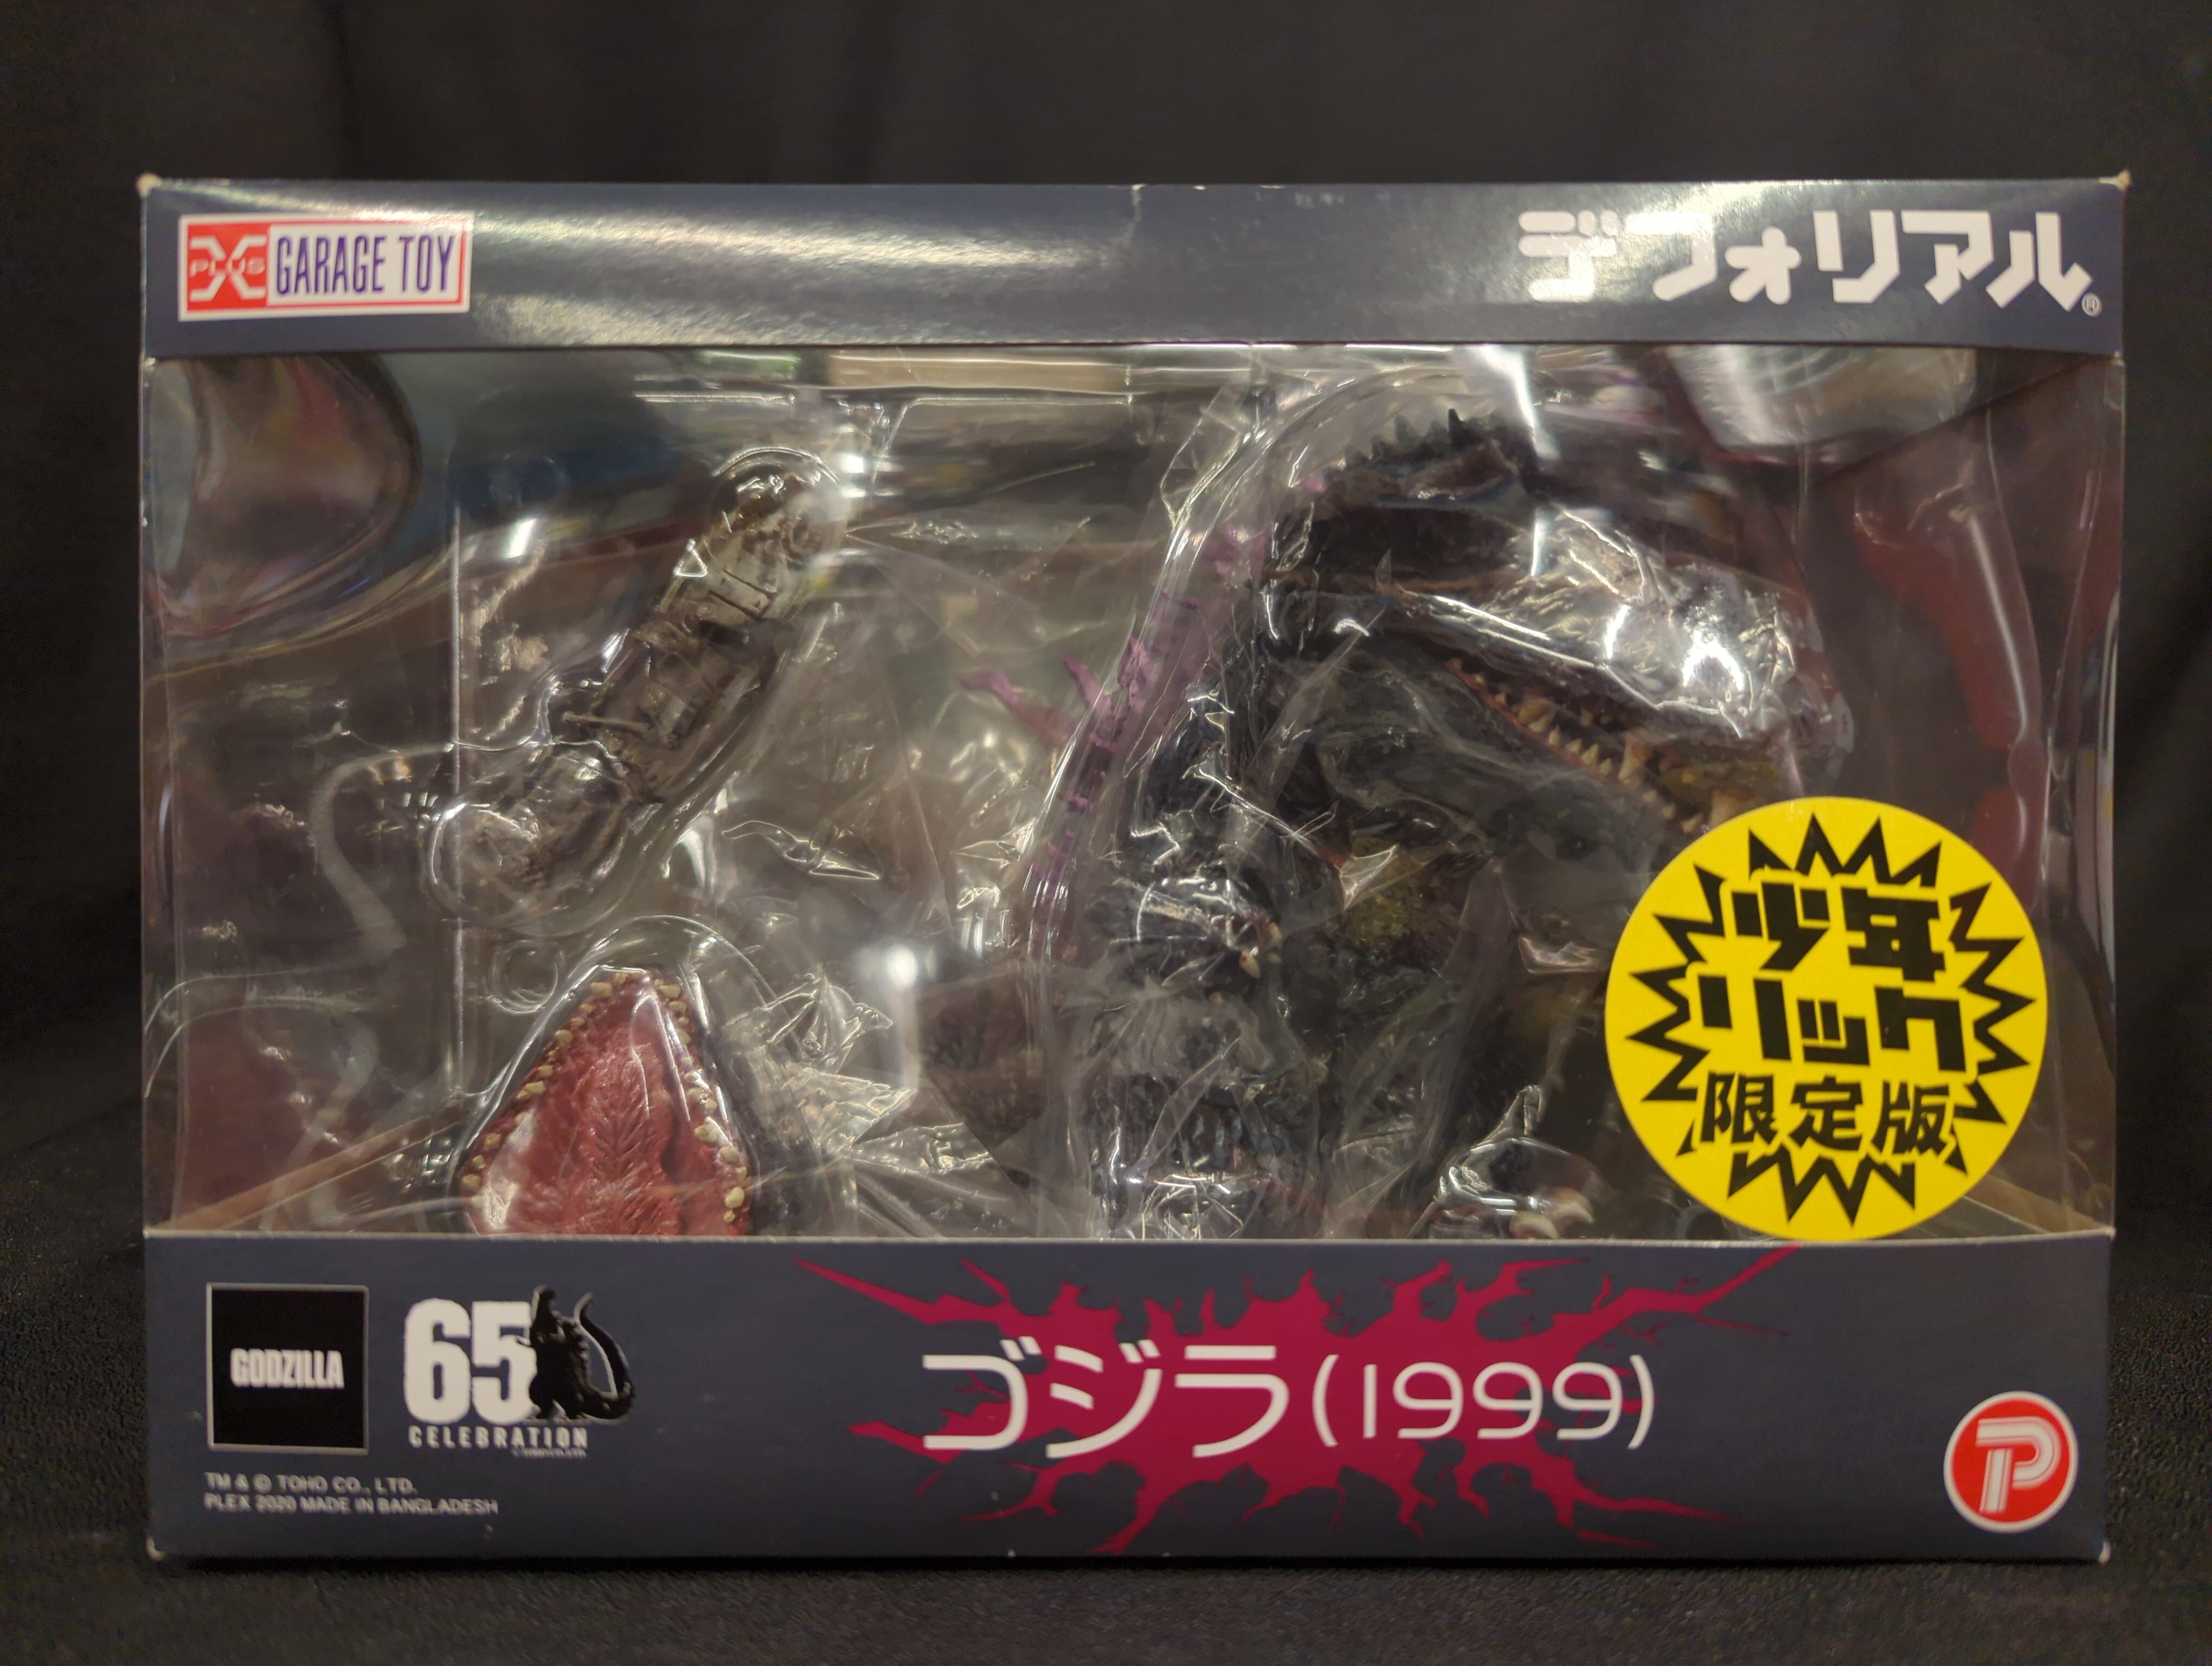 X PLUS GARAGE TOY
デフォリアル®
少年
リック
限定版
GODZILLA
65
CELEBRATION
ゴジラ(1999)
TM & © TOHO CO., LTD.
PLEX 2020 MADE IN BANGLADESH
P